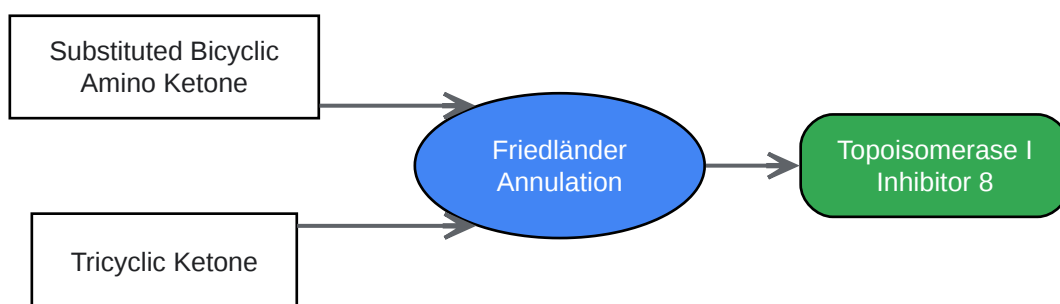 Substituted Bicyclic
Amino Ketone
Friedländer
Annulation
Topoisomerase I
Inhibitor 8
Tricyclic Ketone